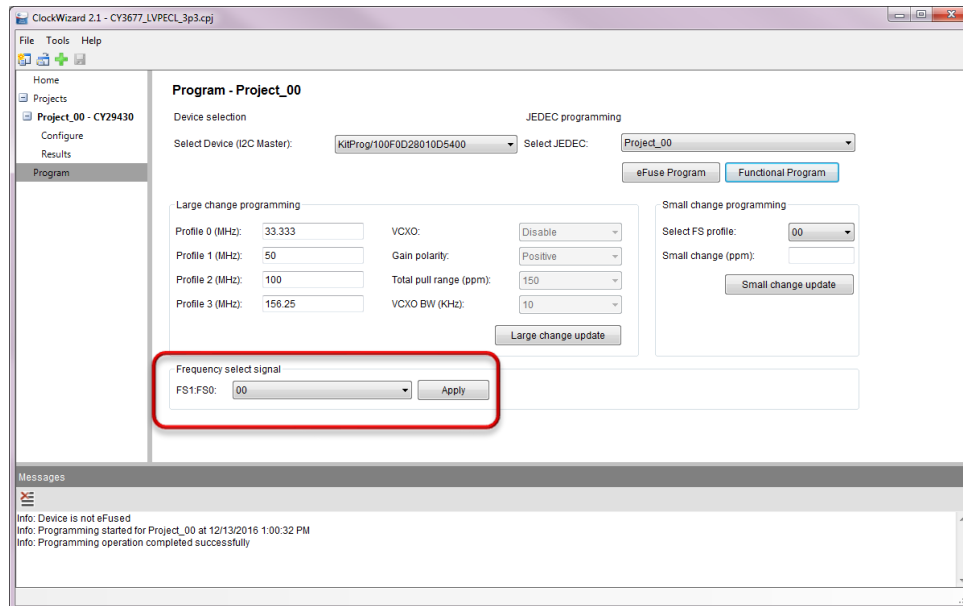 ClockWizard 2.1 - CY3677_LVPECL_3p3.cpj
File Tools Help
Home
Projects
Project_00 - CY29430
Configure
Results
Program
Program - Project_00
Device selection
JEDEC programming
Select Device (I2C Master):
KitProg/100F0D28010D5400
Select JEDEC:
Project_00
eFuse Program
Functional Program
Large change programming
Profile 0 (MHz):
33.333
VCXO:
Disable
Profile 1 (MHz):
50
Gain polarity:
Positive
Profile 2 (MHz):
100
Total pull range (ppm):
150
Profile 3 (MHz):
156.25
VCXO BW (KHz):
10
Large change update
Small change programming
Select FS profile:
00
Small change (ppm):
Small change update
Frequency select signal
FS1:FS0:
00
Apply
Messages
Info: Device is not eFused
Info: Programming started for Project_00 at 12/13/2016 1:00:32 PM
Info: Programming operation completed successfully